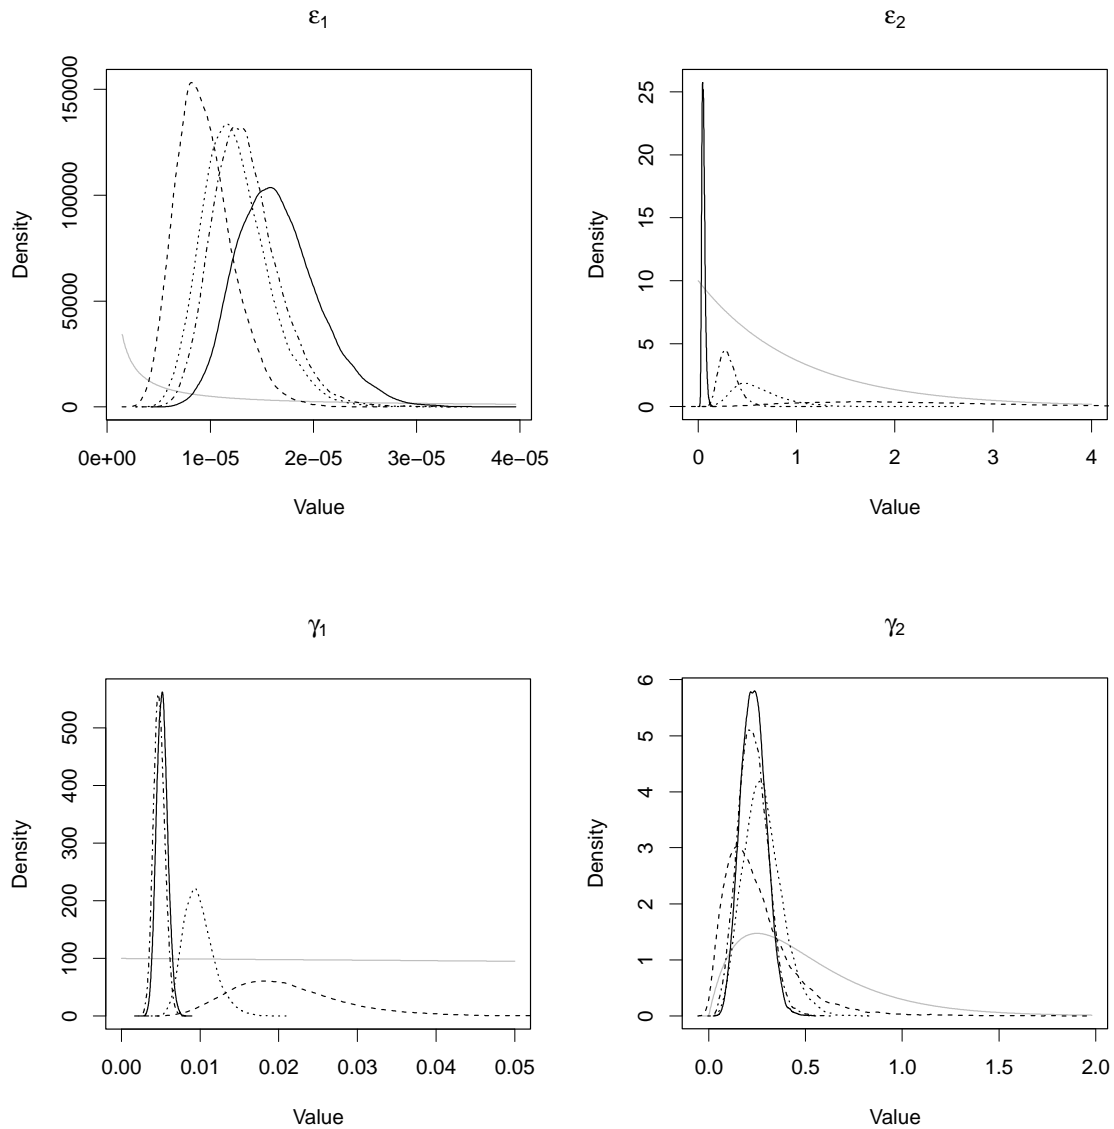 ε1
Density
0 50000 100000 150000
0e+00 1e−05 2e−05 3e−05 4e−05
Value
ε2
Density
0 5 10 15 20 25
0 1 2 3 4
Value
γ1
Density
0 100 200 300 400 500
0.00 0.01 0.02 0.03 0.04 0.05
Value
γ2
Density
0 1 2 3 4 5 6
0.0 0.5 1.0 1.5 2.0
Value